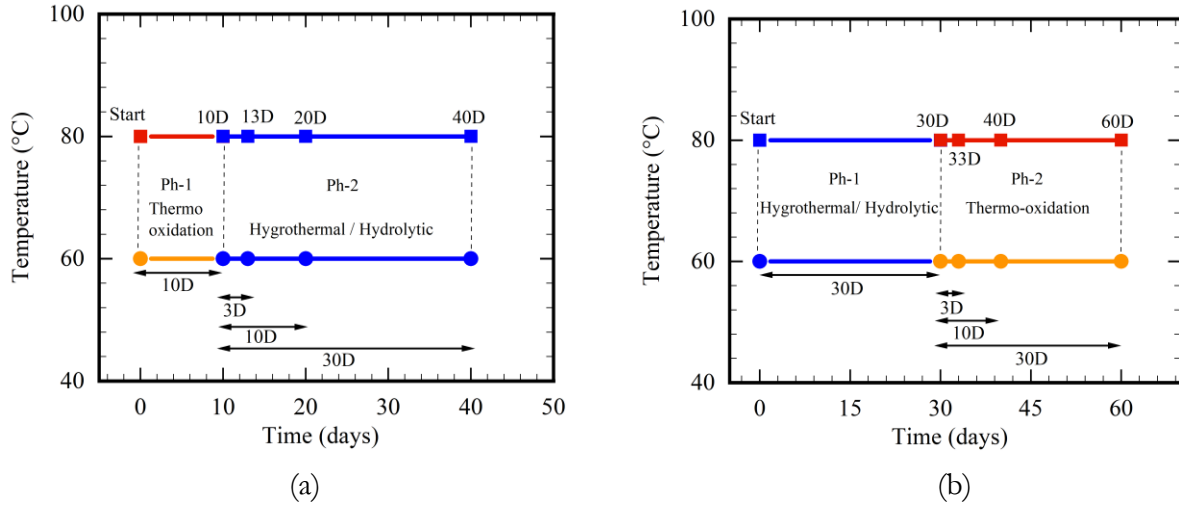 100
80
60
40
Temperature (°C)
Start
10D
13D
20D
40D
Ph-1
Thermo
oxidation
Ph-2
Hygrothermal / Hydrolytic
10D
3D
10D
30D
0
10
20
30
40
50
Time (days)
(a)
100
80
60
40
Temperature (°C)
Start
30D
33D
40D
60D
Ph-1
Hygrothermal/ Hydrolytic
Ph-2
Thermo-oxidation
30D
3D
10D
30D
0
15
30
45
60
Time (days)
(b)